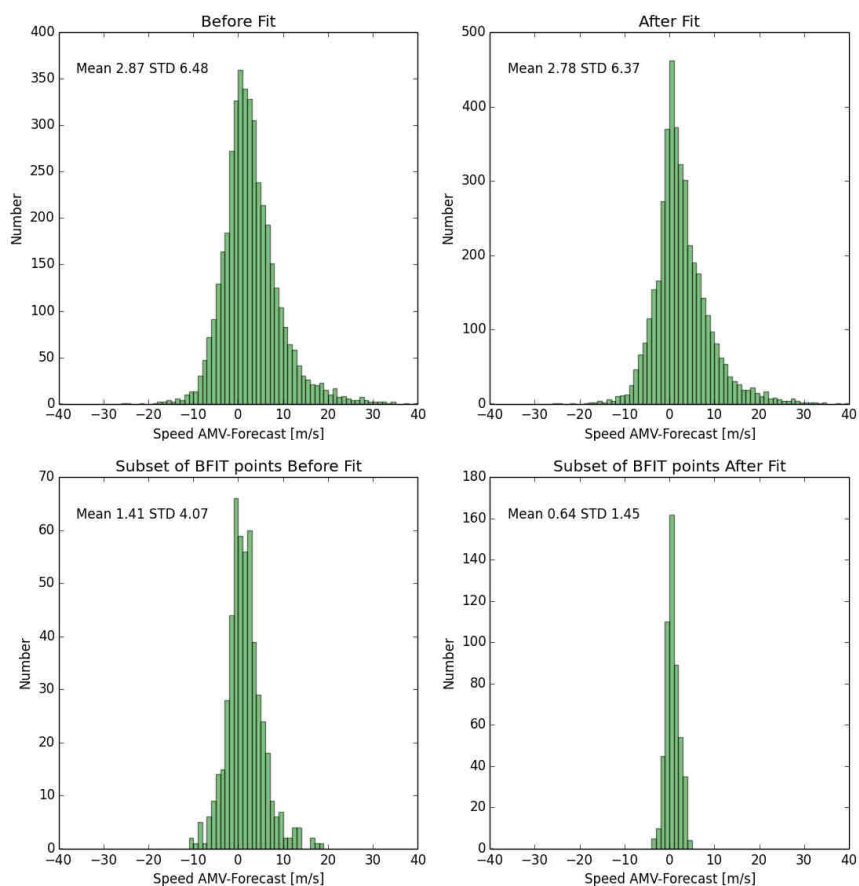 Before Fit
Mean 2.87 STD 6.48
400
350
300
250
200
150
100
50
0
Number
−40 −30 −20 −10 0 10 20 30 40
Speed AMV-Forecast [m/s]
After Fit
Mean 2.78 STD 6.37
500
400
300
200
100
0
Number
−40 −30 −20 −10 0 10 20 30 40
Speed AMV-Forecast [m/s]
Subset of BFIT points Before Fit
Mean 1.41 STD 4.07
70
60
50
40
30
20
10
0
Number
−40 −30 −20 −10 0 10 20 30 40
Speed AMV-Forecast [m/s]
Subset of BFIT points After Fit
Mean 0.64 STD 1.45
180
160
140
120
100
80
60
40
20
0
Number
−40 −30 −20 −10 0 10 20 30 40
Speed AMV-Forecast [m/s]